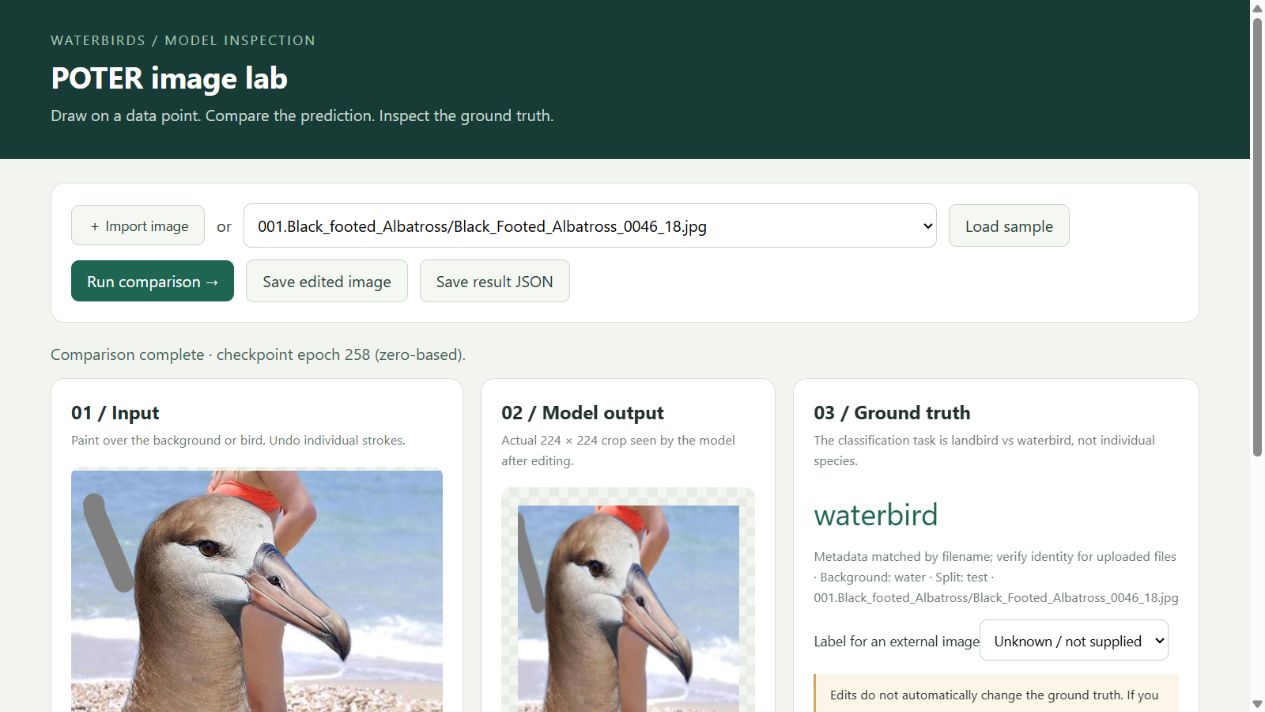 WATERBIRDS / MODEL INSPECTION
POTER image lab
Draw on a data point. Compare the prediction. Inspect the ground truth.
+ Import image or 001.Black_footed_Albatross/Black_Footed_Albatross_0046_18.jpg Load sample
Run comparison → Save edited image Save result JSON
Comparison complete · checkpoint epoch 258 (zero-based).
01 / Input
Paint over the background or bird. Undo individual strokes.
02 / Model output
Actual 224 × 224 crop seen by the model
after editing.
03 / Ground truth
The classification task is landbird vs waterbird, not individual
species.
waterbird
Metadata matched by filename; verify identity for uploaded files
· Background: water · Split: test ·
001.Black_footed_Albatross/Black_Footed_Albatross_0046_18.jpg
Label for an external image Unknown / not supplied
Edits do not automatically change the ground truth. If you